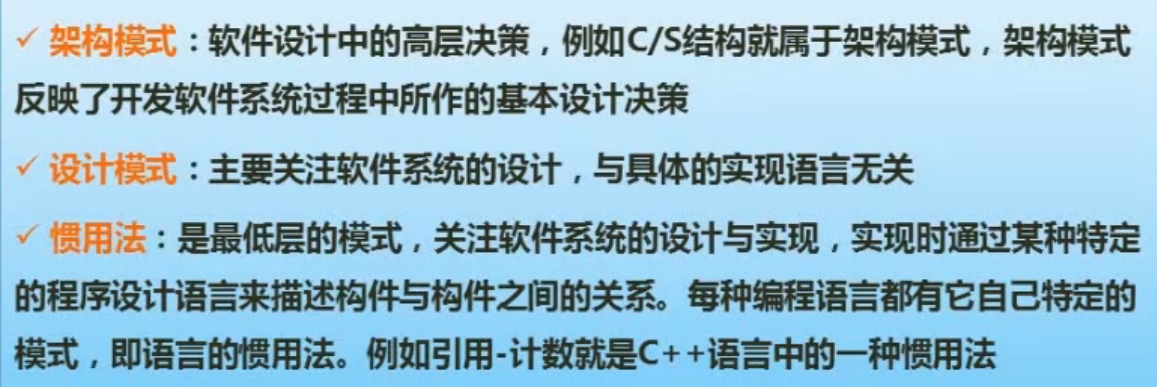 ✓ 架构模式：软件设计中的高层决策，例如C/S结构就属于架构模式，架构模式
反映了开发软件系统过程中所作的基本设计决策
✓ 设计模式：主要关注软件系统的设计，与具体的实现语言无关
✓ 惯用法：是最低层的模式，关注软件系统的设计与实现，实现时通过某种特定
的程序设计语言来描述构件与构件之间的关系。每种编程语言都有它自己特定的
模式，即语言的惯用法。例如引用-计数就是C++语言中的一种惯用法